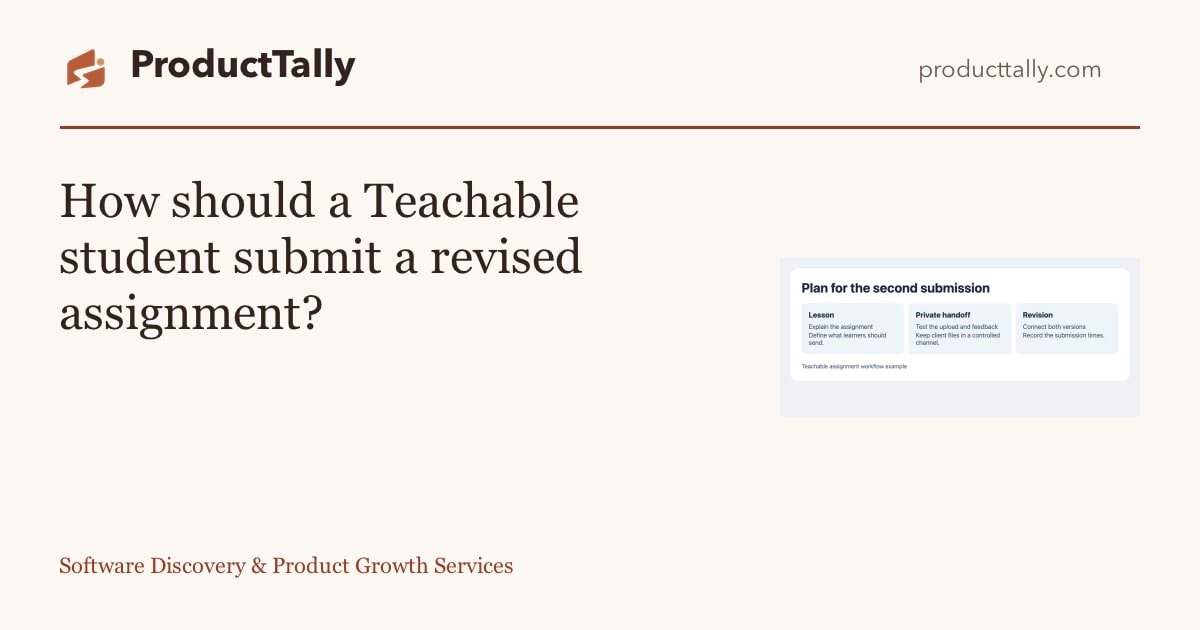 ProductTally
producttally.com
How should a Teachable
student submit a revised
assignment?
Plan for the second submission
Lesson
Explain the assignment
Define what learners should
send.
Private handoff
Test the upload and feedback
Keep client files in a controlled
channel.
Revision
Connect both versions
Record the submission times.
Teachable assignment workflow example
Software Discovery & Product Growth Services